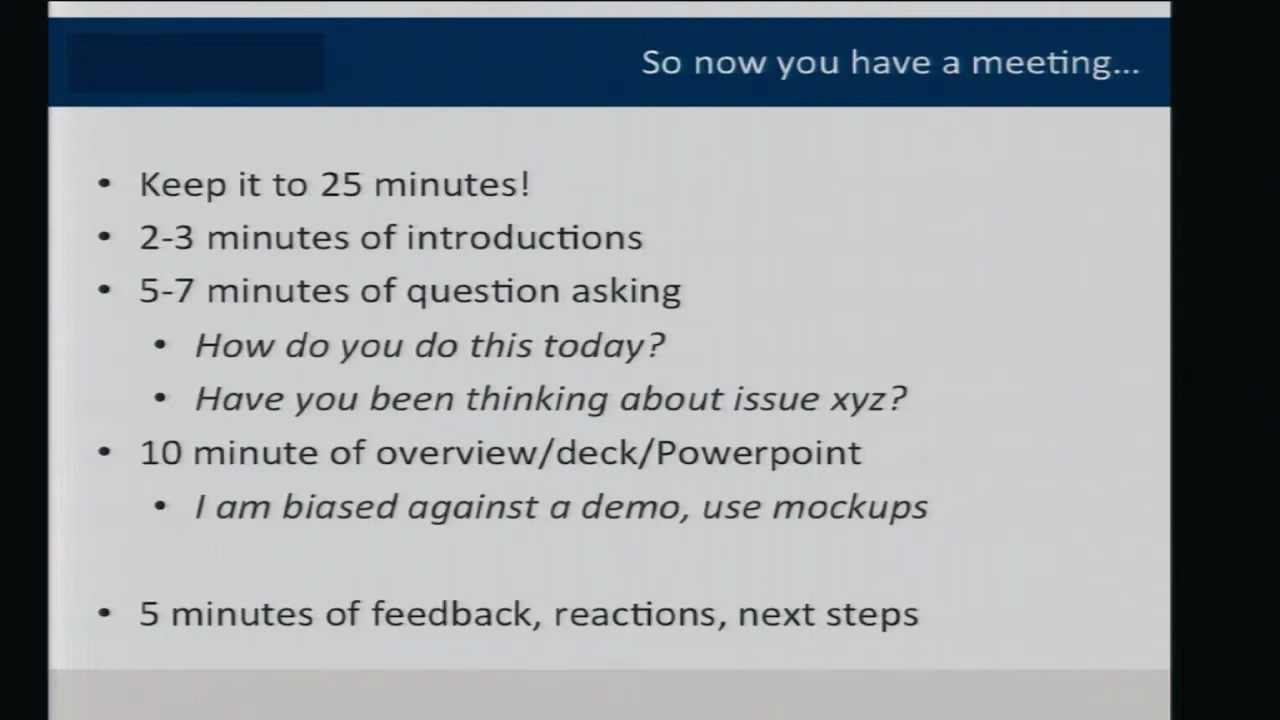 So now you have a meeting...
• Keep it to 25 minutes!
• 2-3 minutes of introductions
• 5-7 minutes of question asking
• How do you do this today?
• Have you been thinking about issue xyz?
• 10 minute of overview/deck/Powerpoint
• I am biased against a demo, use mockups
• 5 minutes of feedback, reactions, next steps